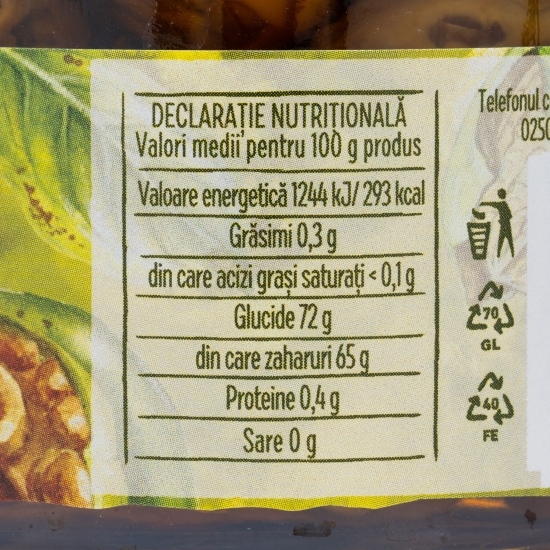 DECLARAȚIE NUTRIȚIONALĂ
Valori medii pentru 100 g produs
Valoare energetică 1244 kJ/ 293 kcal
Grăsimi 0,3 g
din care acizi grași saturați < 0,1 g
Glucide 72 g
din care zaharuri 65 g
Proteine 0,4 g
Sare 0 g
Telefonul c
0250
70
GL
40
FE